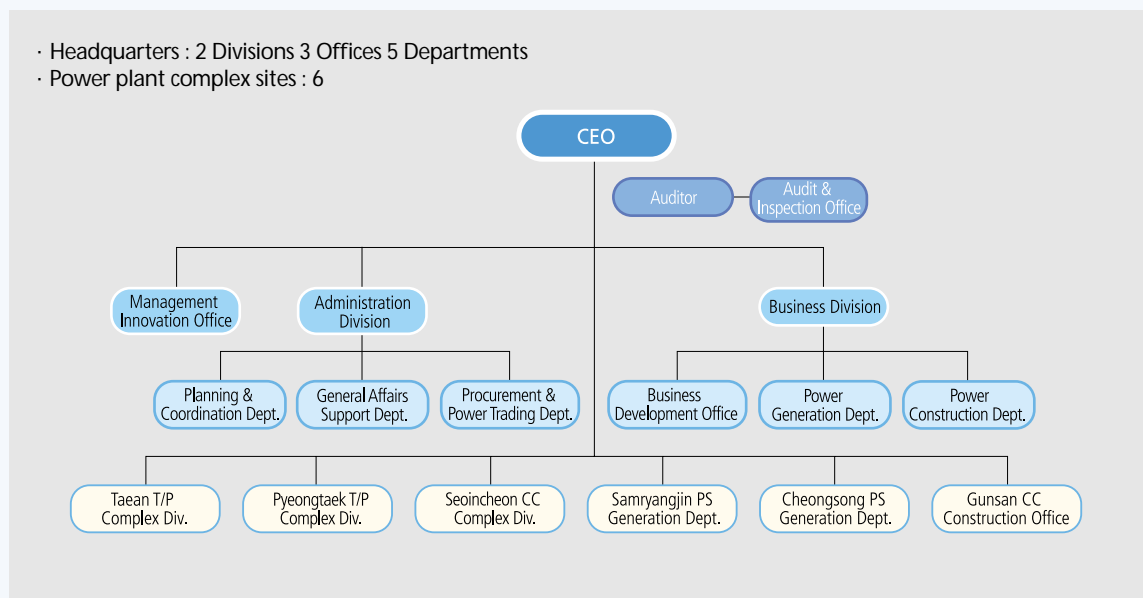 · Headquarters : 2 Divisions 3 Offices 5 Departments
· Power plant complex sites : 6
CEO
Auditor
Audit &
Inspection Office
Management
Innovation Office
Administration
Division
Business Division
Planning &
Coordination Dept.
General Affairs
Support Dept.
Procurement &
Power Trading Dept.
Business
Development Office
Power
Generation Dept.
Power
Construction Dept.
Taean T/P
Complex Div.
Pyeongtaek T/P
Complex Div.
Seoincheon CC
Complex Div.
Samryangjin PS
Generation Dept.
Cheongsong PS
Generation Dept.
Gunsan CC
Construction Office